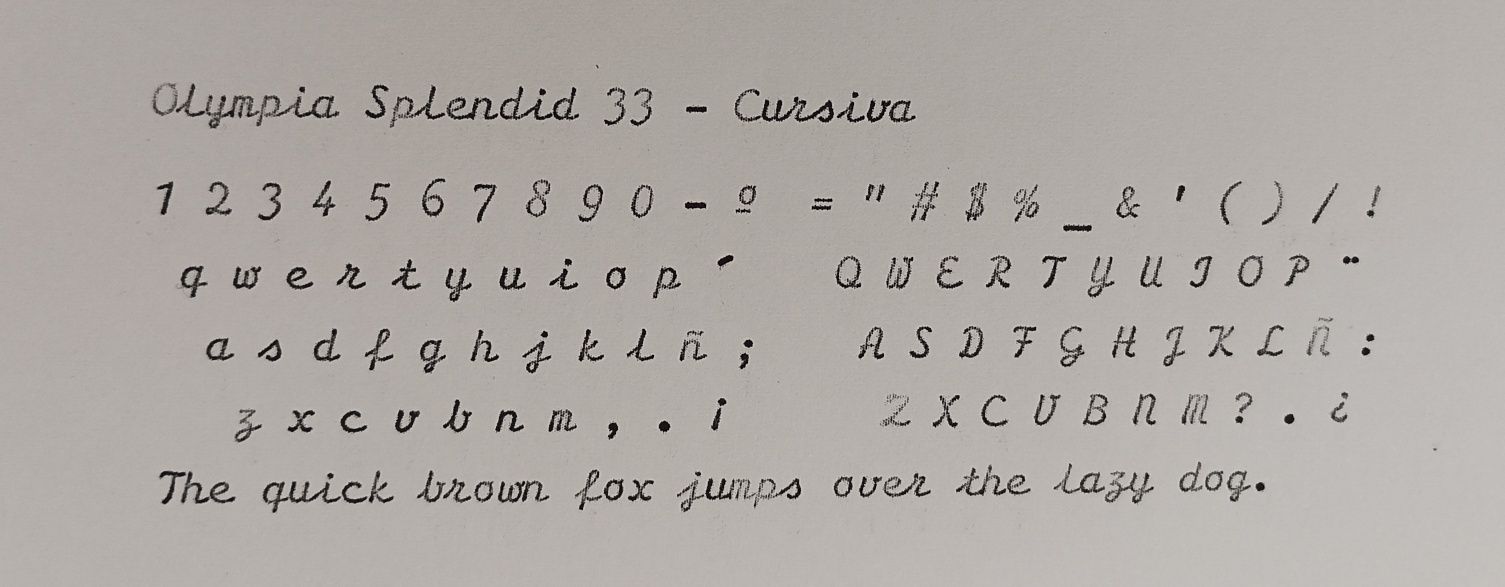 Olympia Splendid 33 - Cursiva
1 2 3 4 5 6 7 8 9 0 - º = " # $ % _ & ' ( ) / !
q w e r t y u i o p ´ Q W E R T Y U I O P ¨
a s d f g h j k l ñ ; A S D F G H J K L Ñ :
z x c v b n m , . ¡ Z X C V B N M ? . ¿
The quick brown fox jumps over the lazy dog.